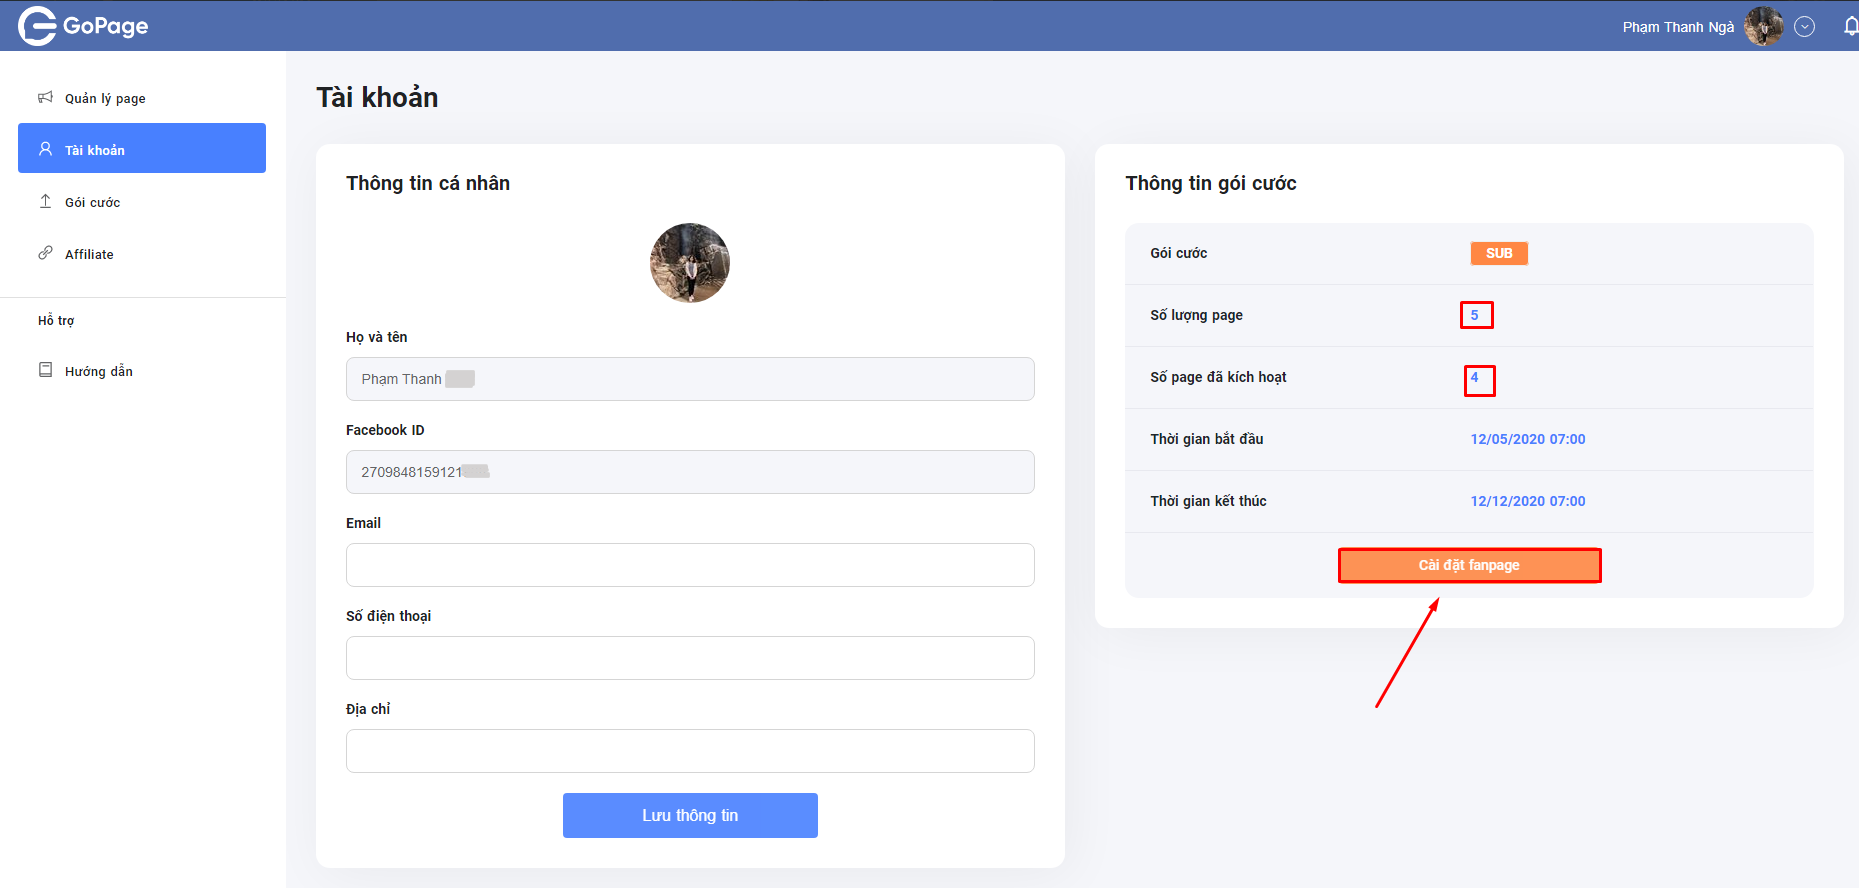 GoPage
Phạm Thanh Ngà
Quản lý page
Tài khoản
Gói cước
Affiliate
Hỗ trợ
Hướng dẫn
Tài khoản
Thông tin cá nhân
Họ và tên
Phạm Thanh
Facebook ID
2709848159121
Email
Số điện thoại
Địa chỉ
Lưu thông tin
Thông tin gói cước
Gói cước SUB
Số lượng page 5
Số page đã kích hoạt 4
Thời gian bắt đầu 12/05/2020 07:00
Thời gian kết thúc 12/12/2020 07:00
Cài đặt fanpage